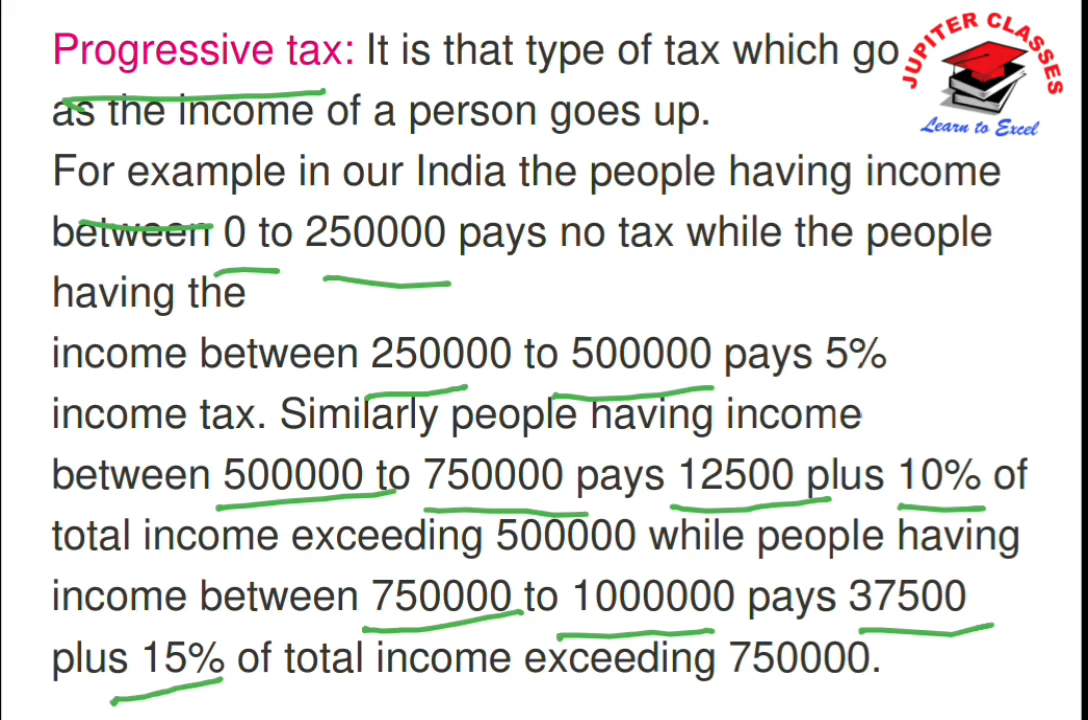 Progressive tax: It is that type of tax which go
as the income of a person goes up.
For example in our India the people having income
between 0 to 250000 pays no tax while the people
having the
income between 250000 to 500000 pays 5%
income tax. Similarly people having income
between 500000 to 750000 pays 12500 plus 10% of
total income exceeding 500000 while people having
income between 750000 to 1000000 pays 37500
plus 15% of total income exceeding 750000.
JUPITER CLASSES
Learn to Excel